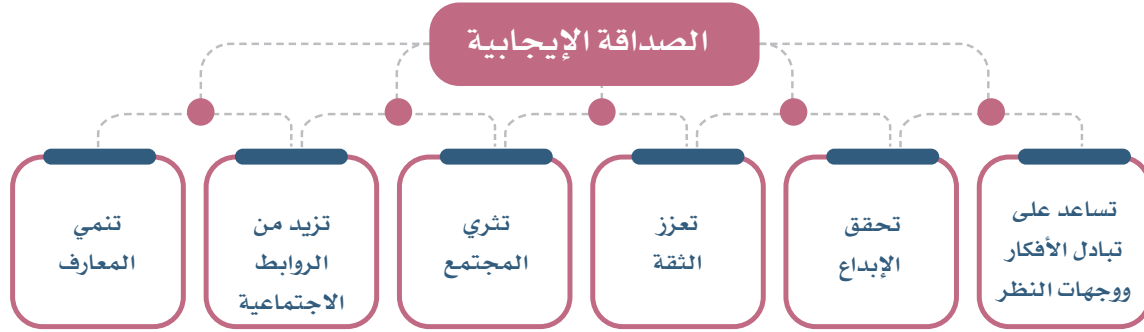 الصداقة الإيجابية
تساعد على
تبادل الأفكار
ووجهات النظر
تحقق
الإبداع
تعزز
الثقة
تثري
المجتمع
تزيد من
الروابط
الاجتماعية
تنمي
المعارف